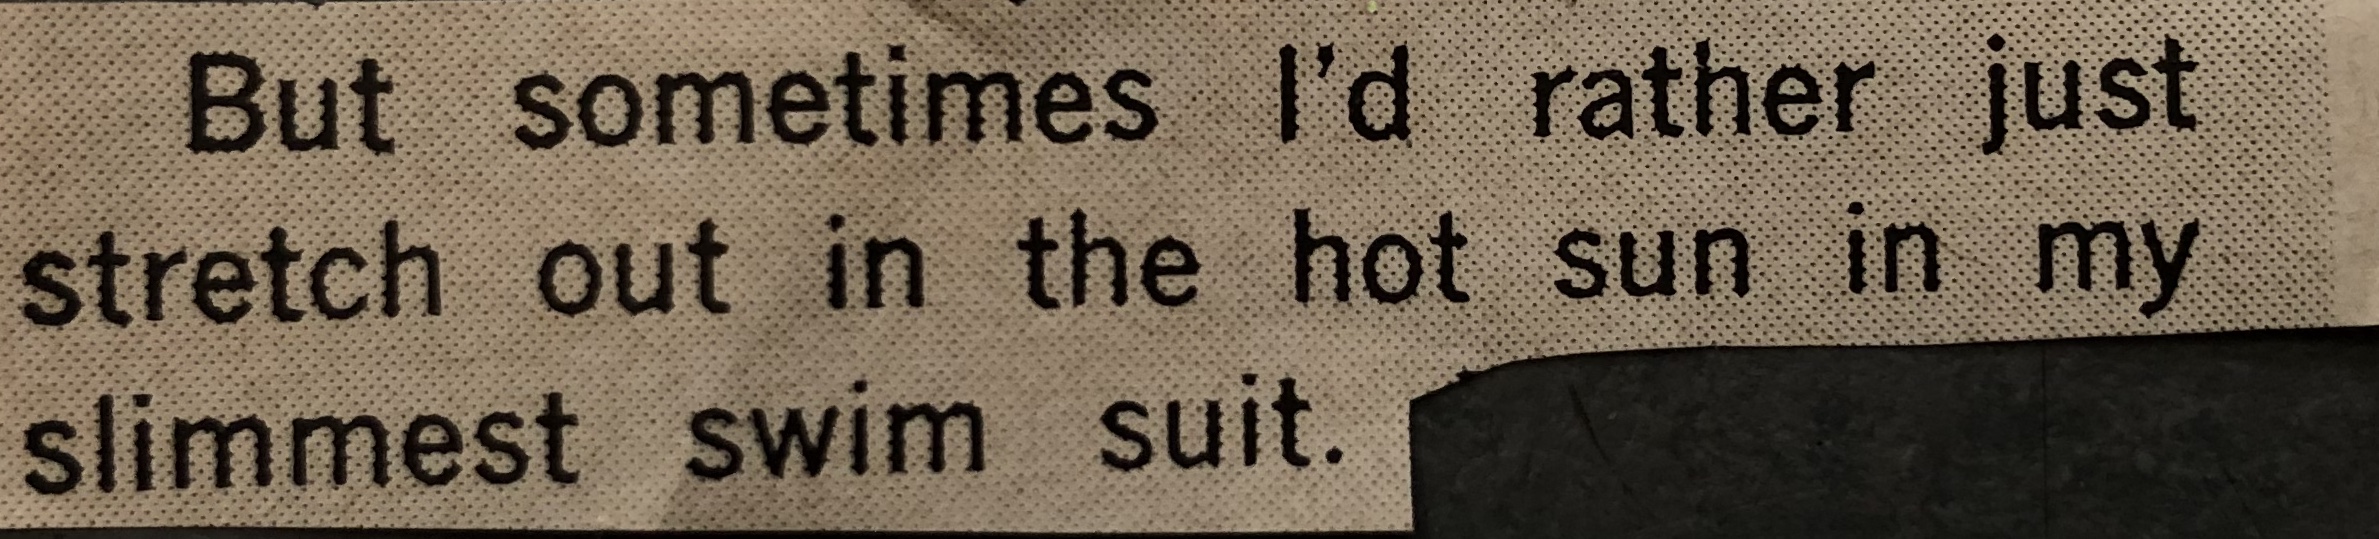 But sometimes I'd rather just
stretch out in the hot sun in my
slimmest swim suit.